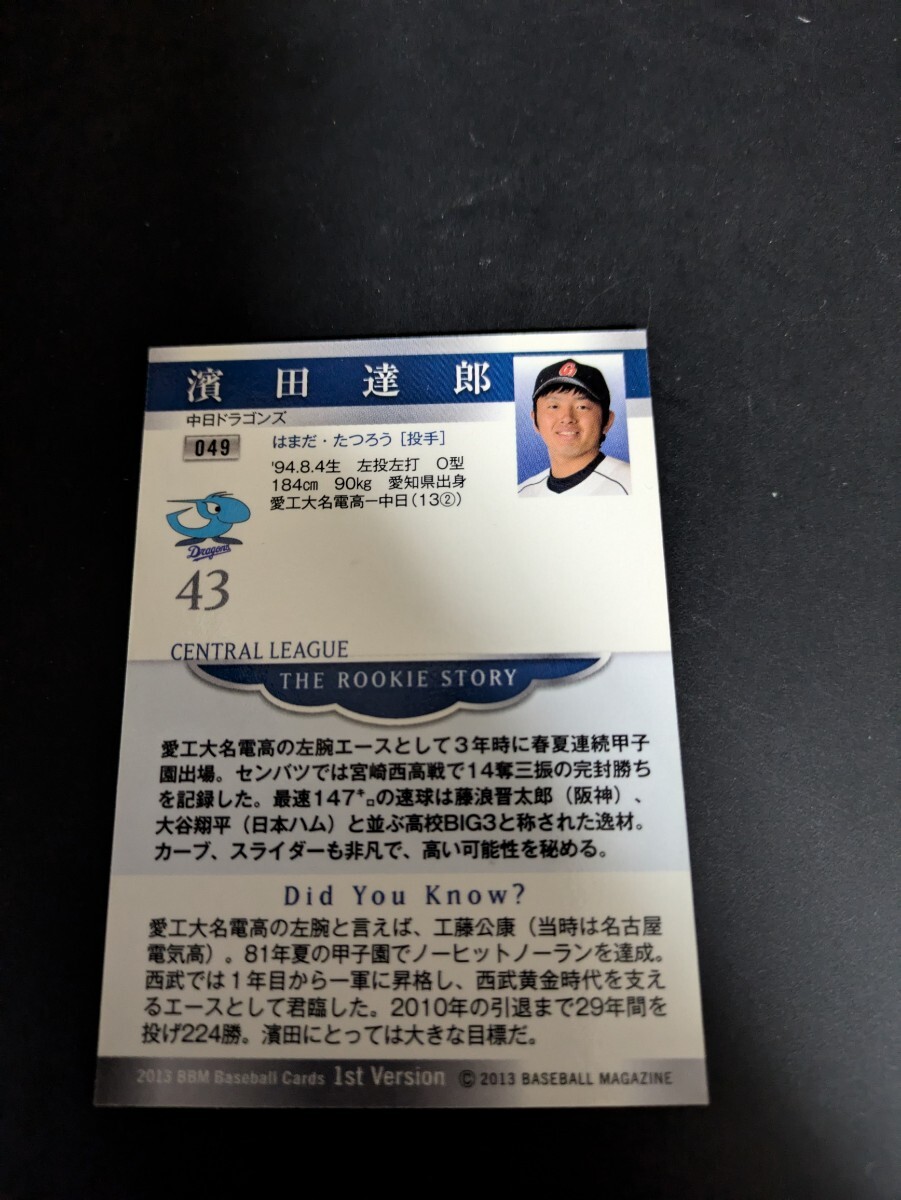 濱田達郎
中日ドラゴンズ
049
はまだ・たつろう［投手］
'94.8.4生　左投左打　O型
184cm　90kg　愛知県出身
愛工大名電高ー中日(13②)
Dragons
43
CENTRAL LEAGUE
THE ROOKIE STORY
愛工大名電高の左腕エースとして３年時に春夏連続甲子
園出場。センバツでは宮崎西高戦で14奪三振の完封勝ち
を記録した。最速147㌔の速球は藤浪晋太郎（阪神）、
大谷翔平（日本ハム）と並ぶ高校BIG3と称された逸材。
カーブ、スライダーも非凡で、高い可能性を秘める。
Did You Know?
愛工大名電高の左腕と言えば、工藤公康（当時は名古屋
電気高）。81年夏の甲子園でノーヒットノーランを達成。
西武では１年目から一軍に昇格し、西武黄金時代を支え
るエースとして君臨した。2010年の引退まで29年間を
投げ224勝。濱田にとっては大きな目標だ。
2013 BBM Baseball Cards 1st Version © 2013 BASEBALL MAGAZINE